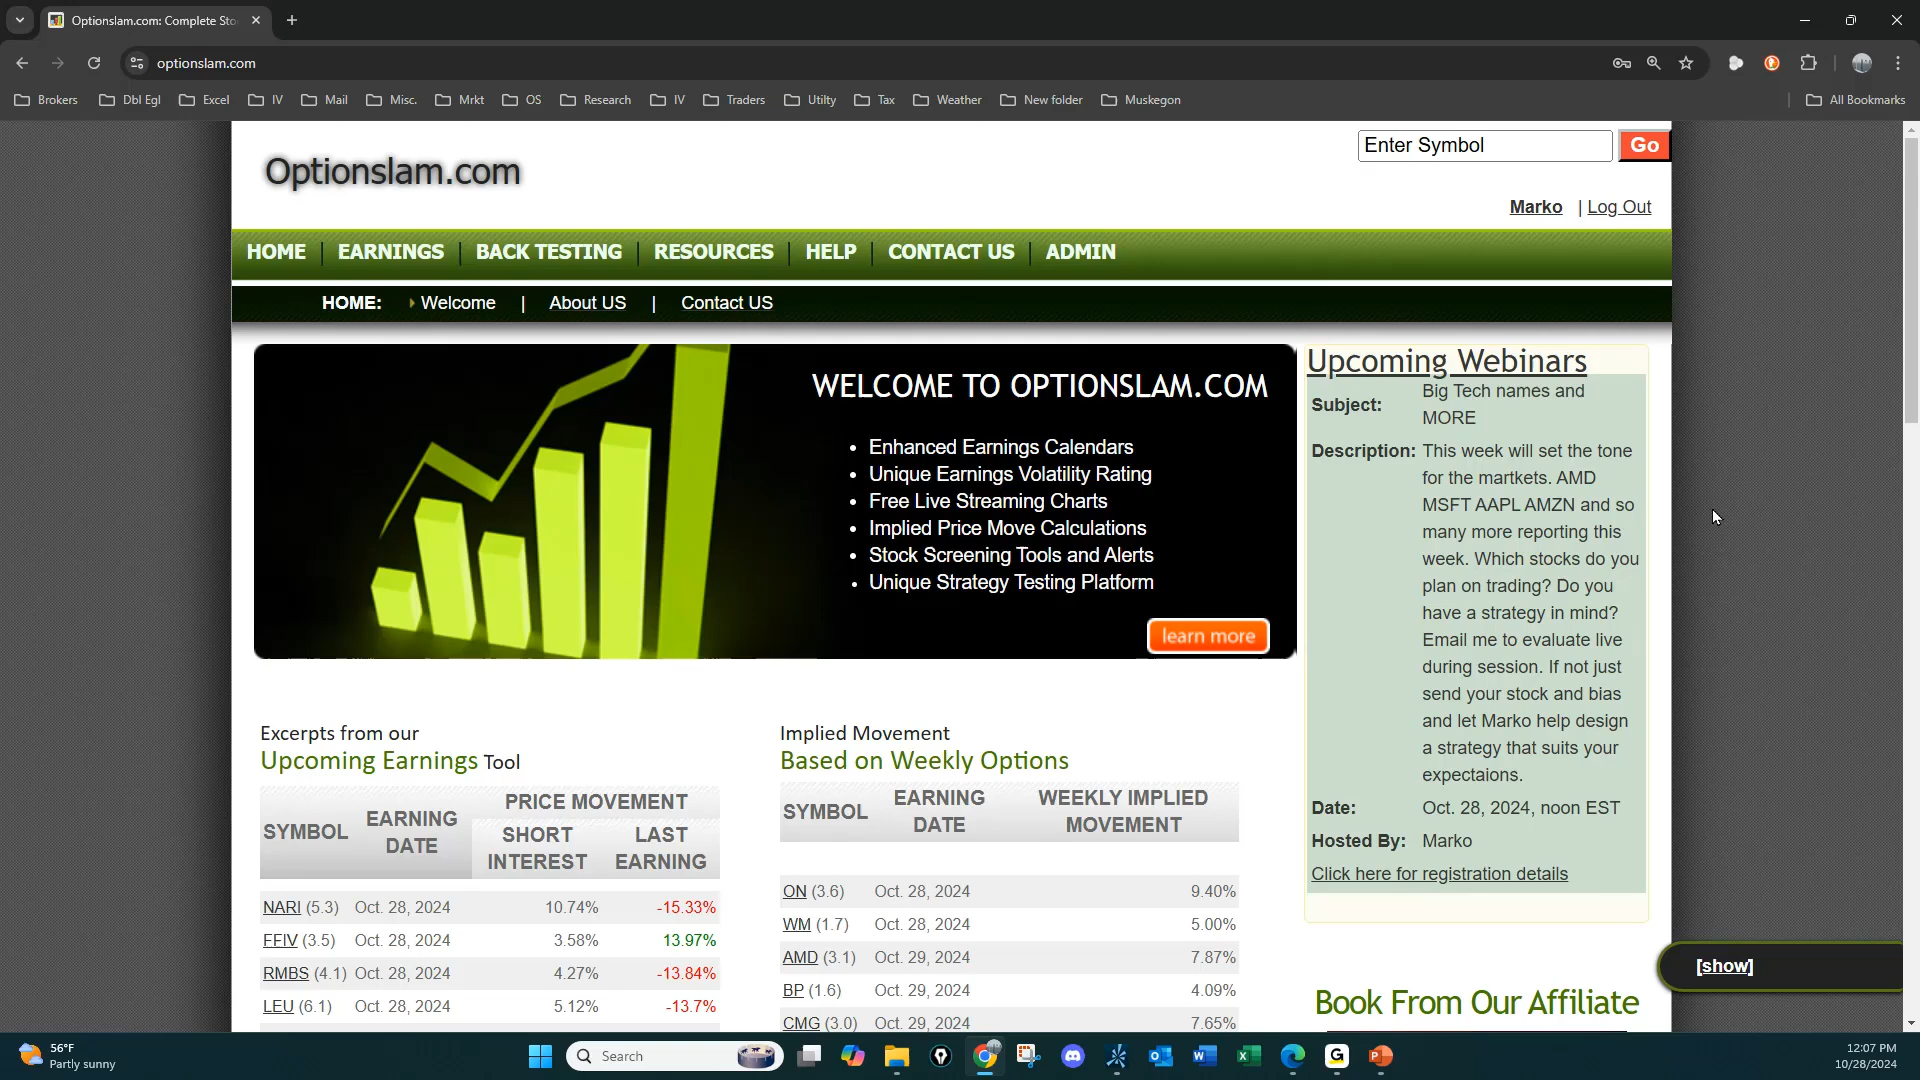 Optionslam.com: Complete Sto
optionslam.com
Brokers Dbl Egl Excel IV Mail Misc. Mrkt OS Research IV Traders Utilty Tax Weather New folder Muskegon All Bookmarks
Optionslam.com
Enter Symbol Go
Marko | Log Out
HOME | EARNINGS | BACK TESTING | RESOURCES | HELP | CONTACT US | ADMIN
HOME: Welcome | About US | Contact US
WELCOME TO OPTIONSLAM.COM
• Enhanced Earnings Calendars
• Unique Earnings Volatility Rating
• Free Live Streaming Charts
• Implied Price Move Calculations
• Stock Screening Tools and Alerts
• Unique Strategy Testing Platform
learn more
Upcoming Webinars
Subject: Big Tech names and
MORE
Description: This week will set the tone
for the martkets. AMD
MSFT AAPL AMZN and so
many more reporting this
week. Which stocks do you
plan on trading? Do you
have a strategy in mind?
Email me to evaluate live
during session. If not just
send your stock and bias
and let Marko help design
a strategy that suits your
expectaions.
Date: Oct. 28, 2024, noon EST
Hosted By: Marko
Click here for registration details
[show]
Book From Our Affiliate
Excerpts from our
Upcoming Earnings Tool
SYMBOL EARNING DATE PRICE MOVEMENT
SHORT INTEREST LAST EARNING
NARI (5.3) Oct. 28, 2024 10.74% -15.33%
FFIV (3.5) Oct. 28, 2024 3.58% 13.97%
RMBS (4.1) Oct. 28, 2024 4.27% -13.84%
LEU (6.1) Oct. 28, 2024 5.12% -13.7%
Implied Movement
Based on Weekly Options
SYMBOL EARNING DATE WEEKLY IMPLIED MOVEMENT
ON (3.6) Oct. 28, 2024 9.40%
WM (1.7) Oct. 28, 2024 5.00%
AMD (3.1) Oct. 29, 2024 7.87%
BP (1.6) Oct. 29, 2024 4.09%
CMG (3.0) Oct. 29, 2024 7.65%
56°F
Partly sunny
Search
12:07 PM
10/28/2024